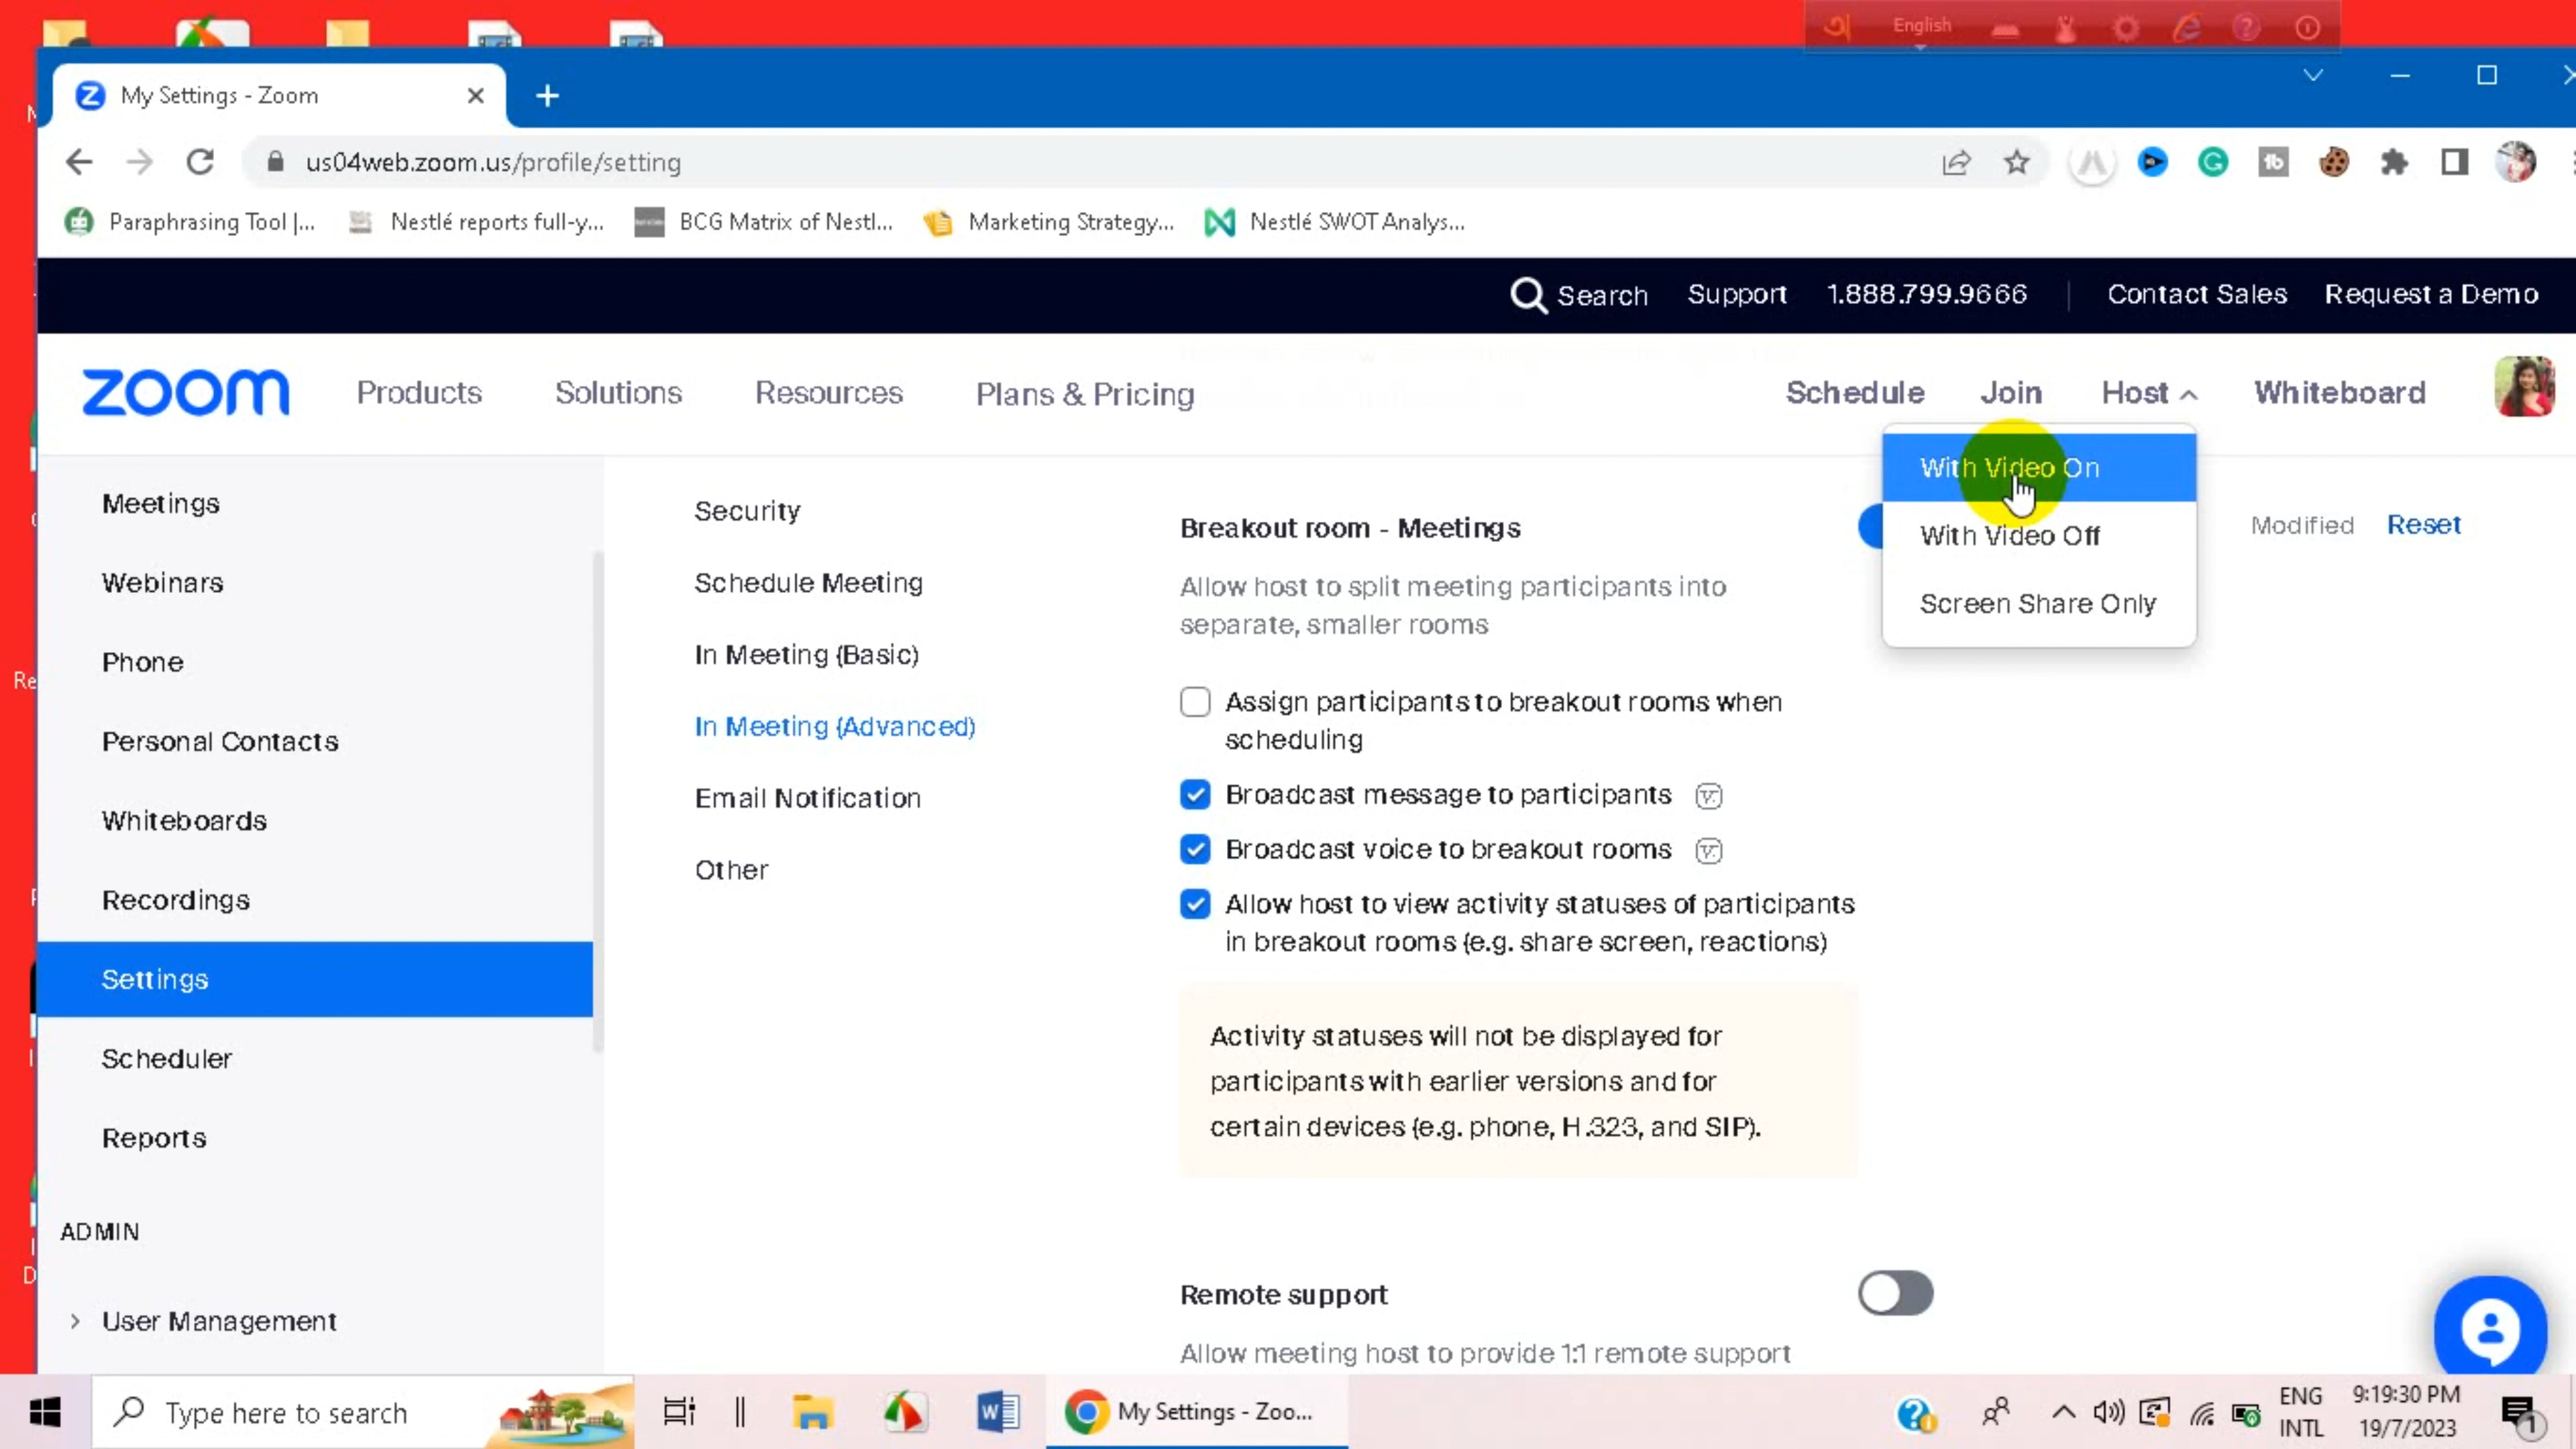 English
My Settings - Zoom
us04web.zoom.us/profile/setting
Paraphrasing Tool |...
Nestlé reports full-y...
BCG Matrix of Nestl...
Marketing Strategy...
Nestlé SWOT Analys...
Search
Support
1.888.799.9666
Contact Sales
Request a Demo
zoom
Products
Solutions
Resources
Plans & Pricing
Schedule
Join
Host
Whiteboard
With Video On
With Video Off
Screen Share Only
Meetings
Webinars
Phone
Personal Contacts
Whiteboards
Recordings
Settings
Scheduler
Reports
ADMIN
User Management
Security
Schedule Meeting
In Meeting (Basic)
In Meeting (Advanced)
Email Notification
Other
Breakout room - Meetings
Modified
Reset
Allow host to split meeting participants into
separate, smaller rooms
Assign participants to breakout rooms when
scheduling
Broadcast message to participants
Broadcast voice to breakout rooms
Allow host to view activity statuses of participants
in breakout rooms (e.g. share screen, reactions)
Activity statuses will not be displayed for
participants with earlier versions and for
certain devices (e.g. phone, H.323, and SIP).
Remote support
Allow meeting host to provide 1:1 remote support
Re
Type here to search
My Settings - Zoo...
ENG
INTL
9:19:30 PM
19/7/2023
1